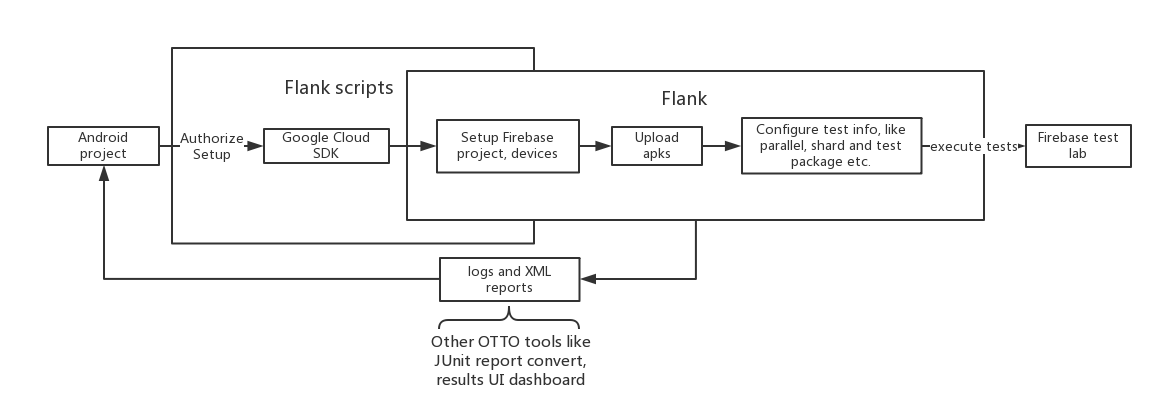 Flank scripts
Flank
Android
project
Authorize
Setup
Google Cloud
SDK
Setup Firebase
project, devices
Upload
apks
Configure test info, like
parallel, shard and test
package etc.
execute tests
Firebase test
lab
logs and XML
reports
Other OTTO tools like
JUnit report convert,
results UI dashboard